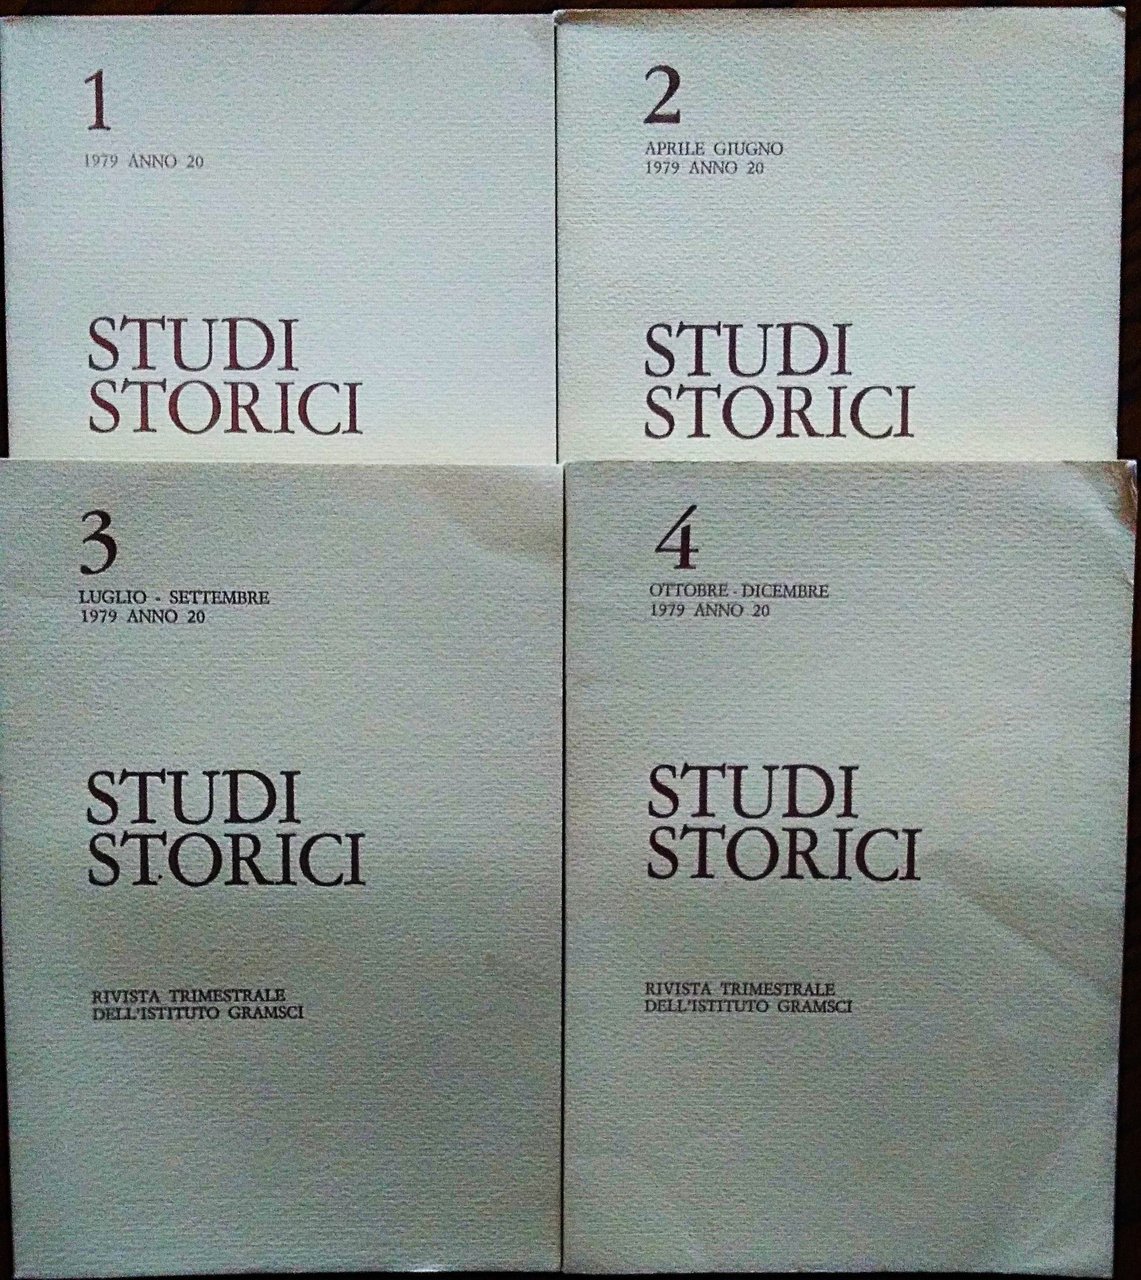 1
1979 ANNO 20
STUDI
STORICI
2
APRILE GIUGNO
1979 ANNO 20
STUDI
STORICI
3
LUGLIO - SETTEMBRE
1979 ANNO 20
STUDI
STORICI
RIVISTA TRIMESTRALE
DELL'ISTITUTO GRAMSCI
4
OTTOBRE - DICEMBRE
1979 ANNO 20
STUDI
STORICI
RIVISTA TRIMESTRALE
DELL'ISTITUTO GRAMSCI